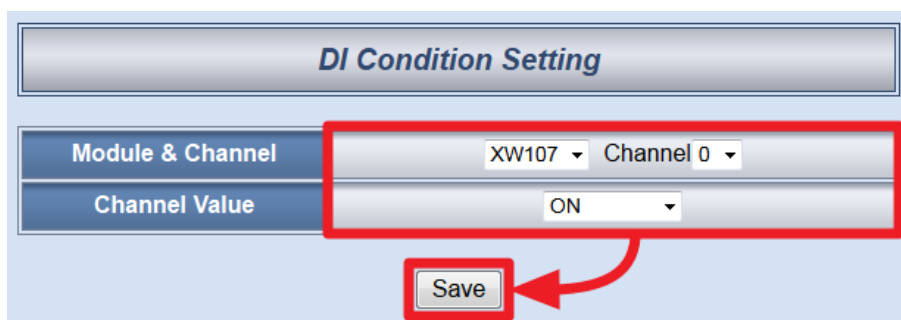 DI Condition Setting
Module & Channel XW107 Channel 0
Channel Value ON
Save